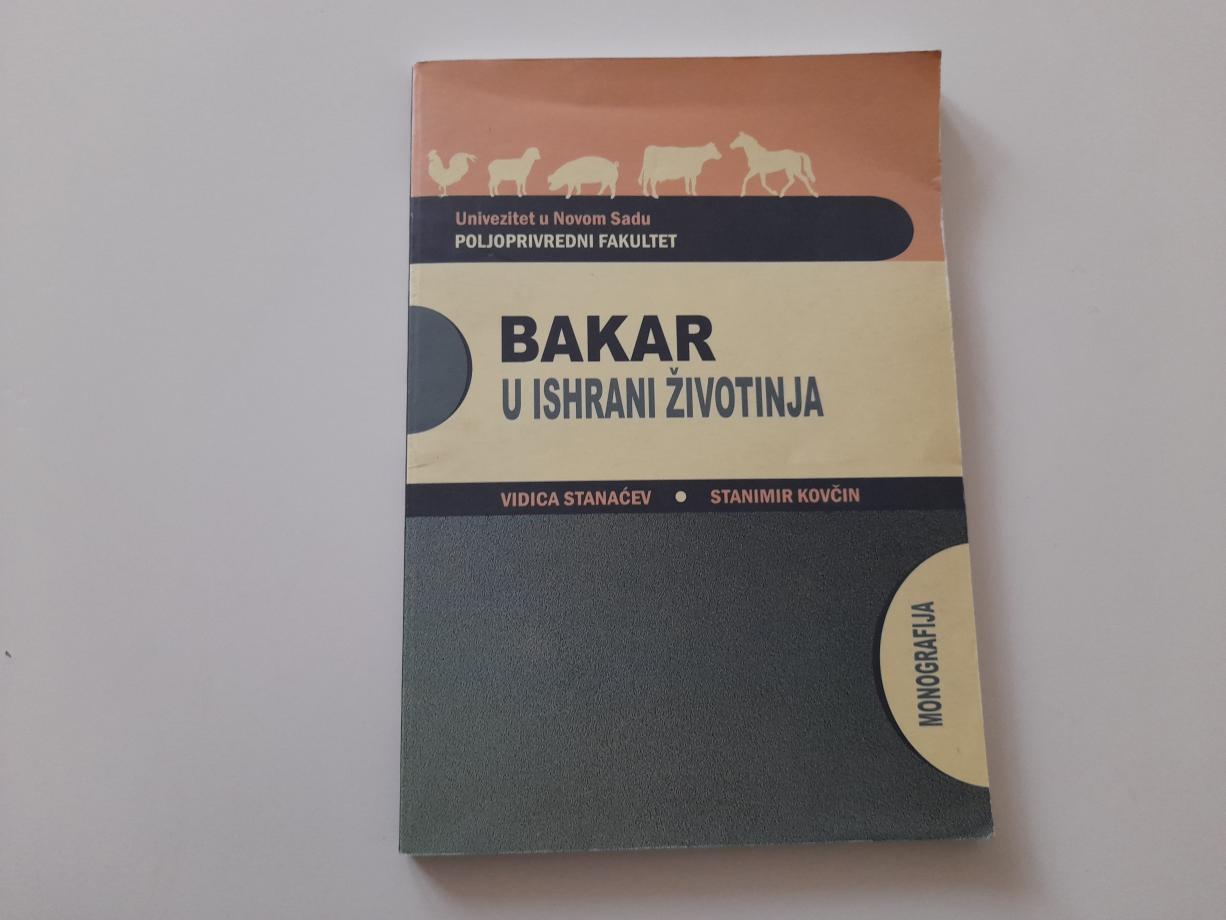 Univezitet u Novom Sadu
POLJOPRIVREDNI FAKULTET
BAKAR
U ISHRANI ŽIVOTINJA
VIDICA STANAĆEV • STANIMIR KOVČIN
MONOGRAFIJA